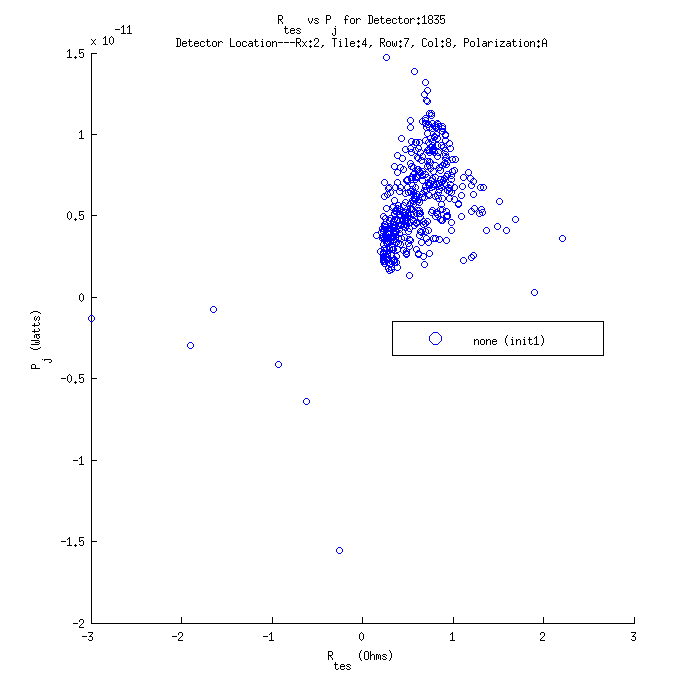 R_tes vs P_j for Detector:1835
x 10^-11
Detector Location---Rx:2, Tile:4, Row:7, Col:8, Polarization:A
1.5
1
0.5
0
-0.5
-1
-1.5
-2
P_j (Watts)
none (init1)
-3 -2 -1 0 1 2 3
R_tes (Ohms)